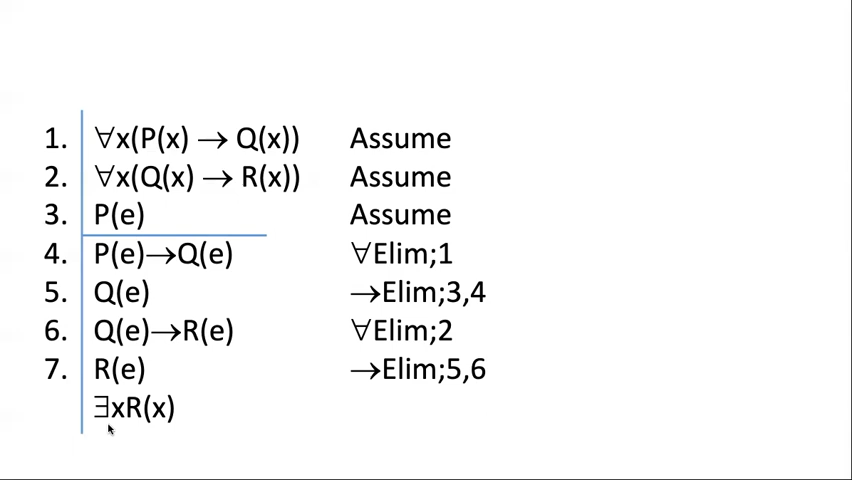 1. ∀x(P(x) → Q(x)) Assume
2. ∀x(Q(x) → R(x)) Assume
3. P(e) Assume
4. P(e)→Q(e) ∀Elim;1
5. Q(e) →Elim;3,4
6. Q(e)→R(e) ∀Elim;2
7. R(e) →Elim;5,6
∃xR(x)